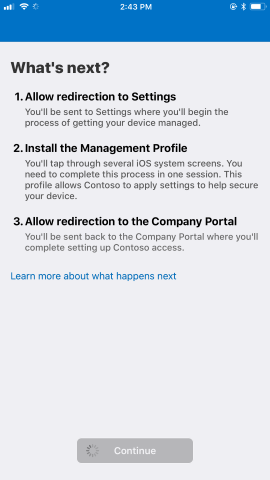 2:43 PM
What's next?
1. Allow redirection to Settings
You'll be sent to Settings where you'll begin the
process of getting your device managed.
2. Install the Management Profile
You'll tap through several iOS system screens. You
need to complete this process in one session. This
profile allows Contoso to apply settings to help secure
your device.
3. Allow redirection to the Company Portal
You'll be sent back to the Company Portal where you'll
complete setting up Contoso access.
Learn more about what happens next
Continue